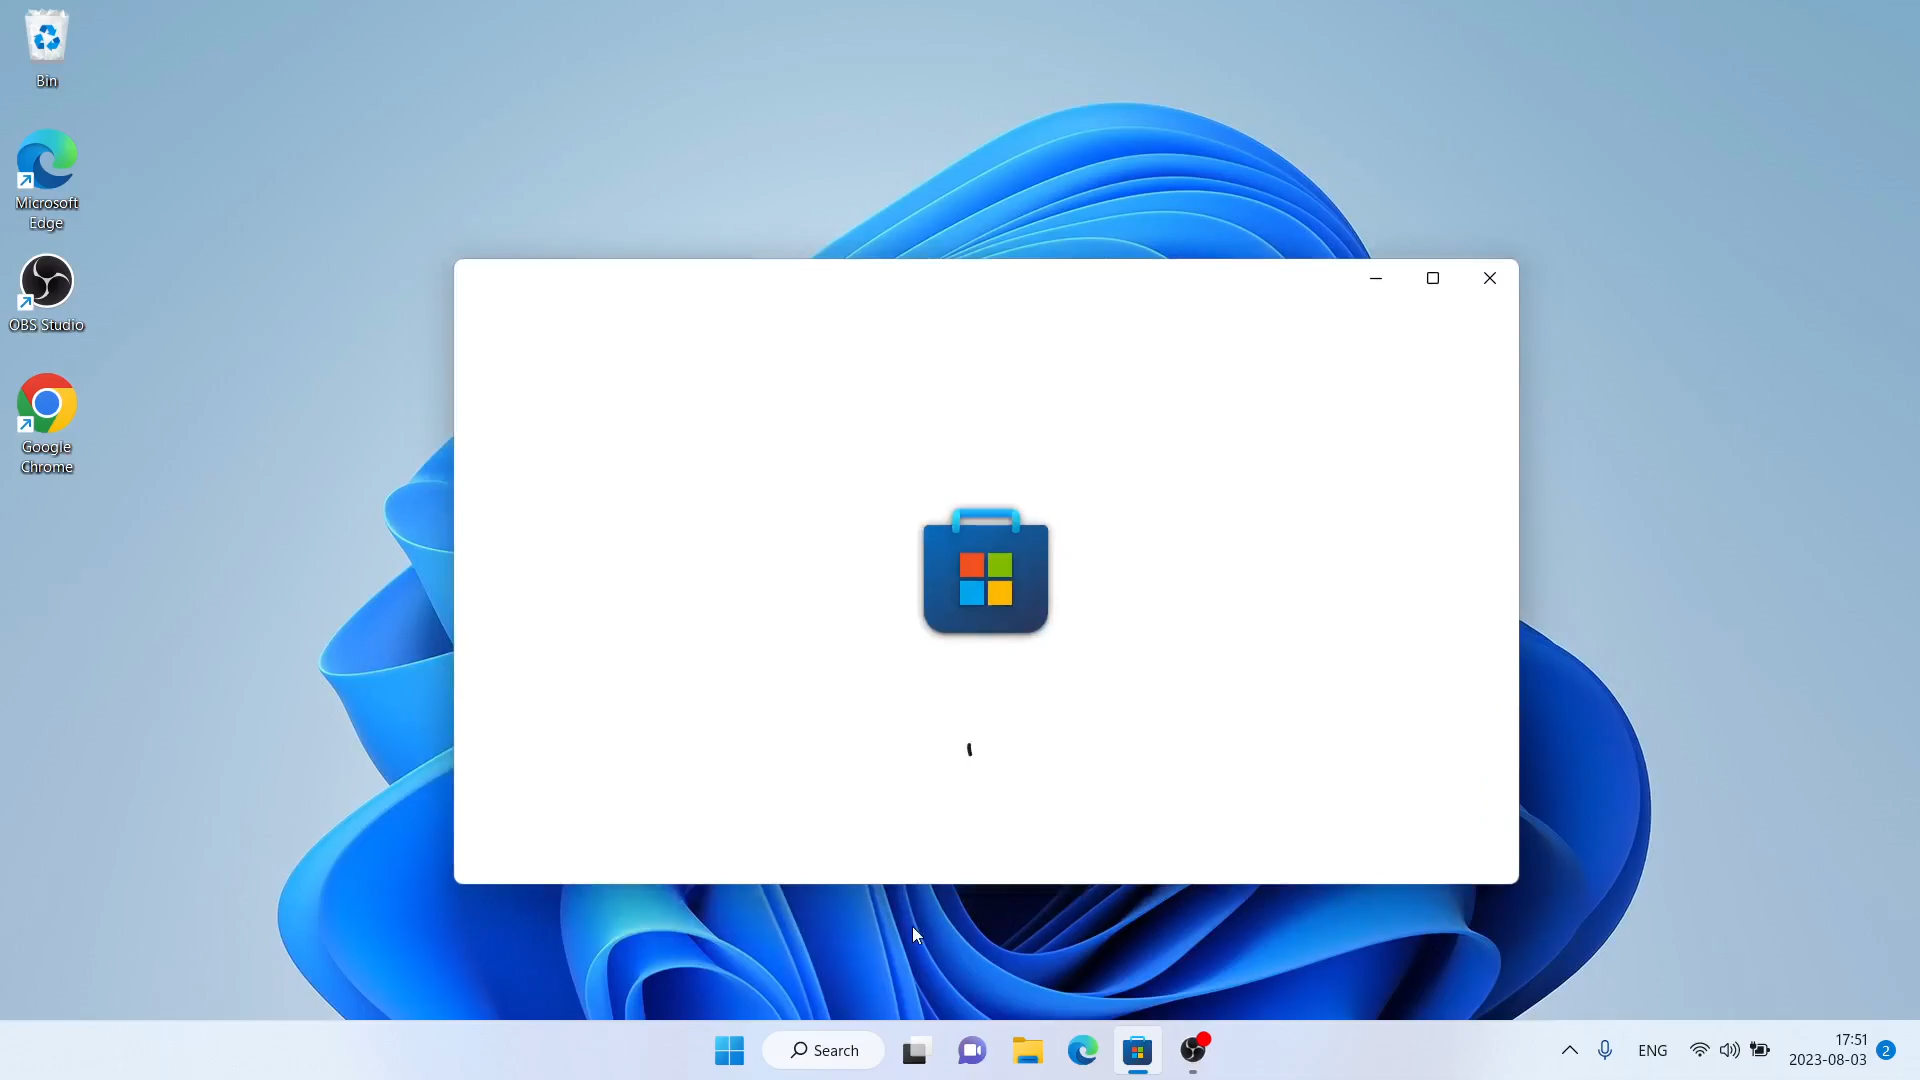 Bin
Microsoft
Edge
OBS Studio
Google
Chrome
Search
ENG
17:51
2023-08-03
2